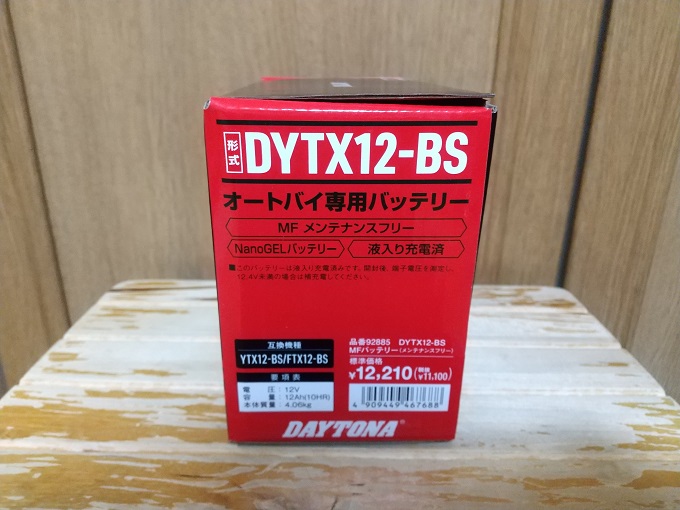 形式 DYTX12-BS
オートバイ専用バッテリー
MF メンテナンスフリー
NanoGELバッテリー 液入り充電済
■このバッテリーは液入り充電済みです。開封後、端子電圧を測定し、
12.4V未満の場合は補充電してください。
互換機種
YTX12-BS/FTX12-BS
要項表
電圧:12V
容量:12Ah(10HR)
本体質量:4.06kg
品番92885 DYTX12-BS
MFバッテリー(メンテナンスフリー)
標準価格
¥12,210(税抜¥11,100)
4 909449 467688
DAYTONA®